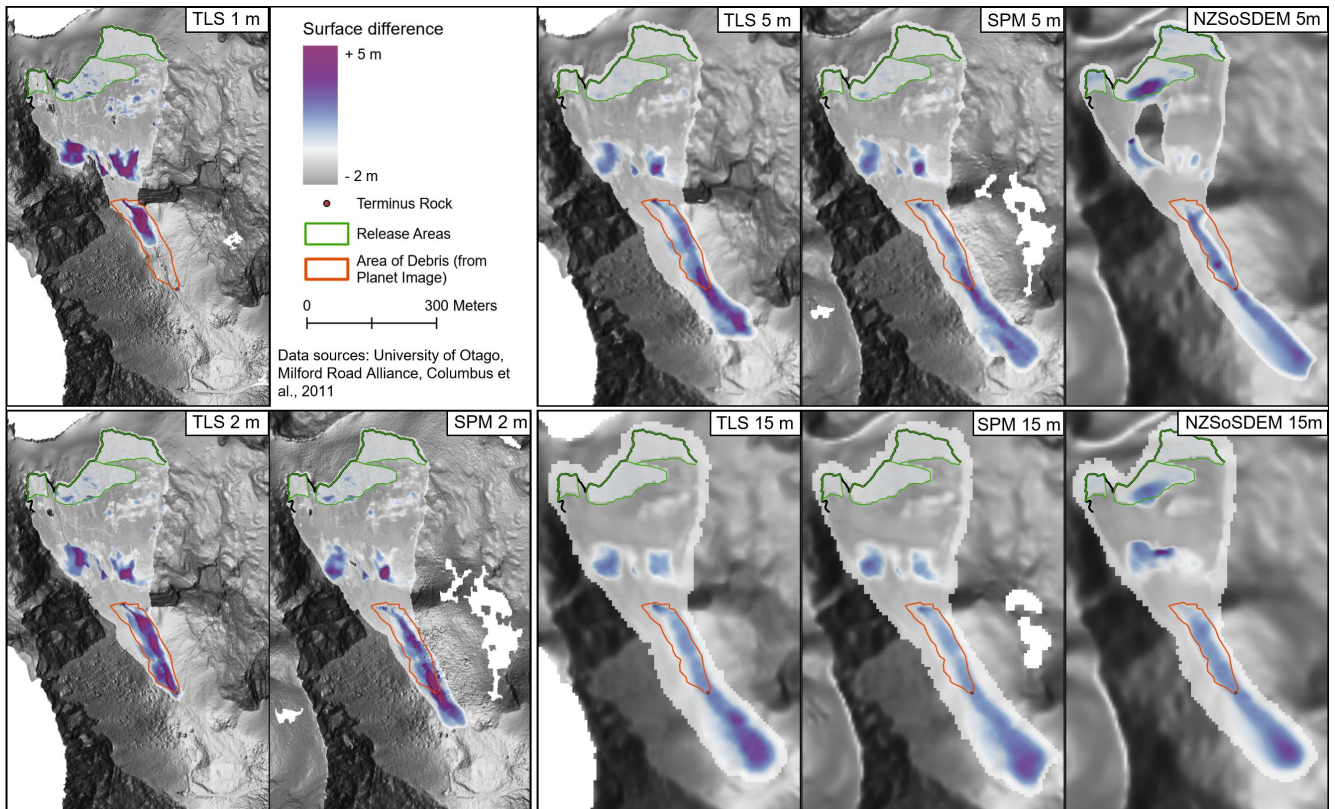 TLS 1 m
Surface difference
+ 5 m
- 2 m
Terminus Rock
Release Areas
Area of Debris (from
Planet Image)
0 300 Meters
Data sources: University of Otago,
Milford Road Alliance, Columbus et
al., 2011
TLS 5 m
SPM 5 m
NZSoSDEM 5m
TLS 2 m
SPM 2 m
TLS 15 m
SPM 15 m
NZSoSDEM 15m